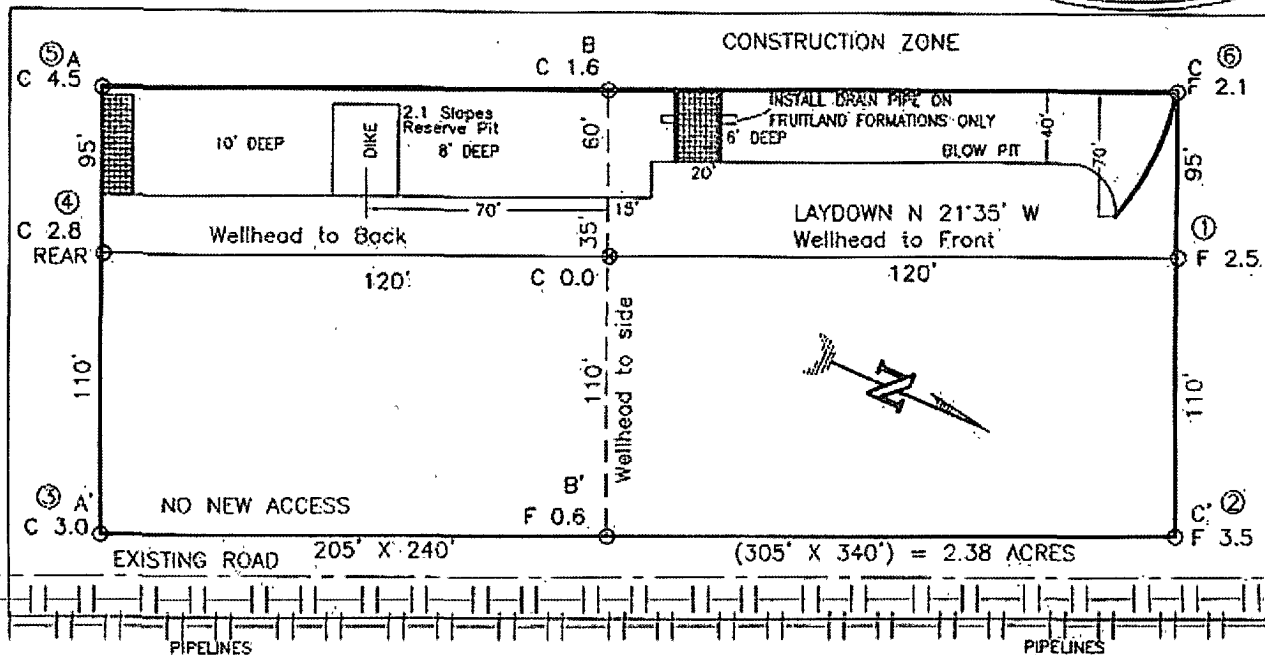 CONSTRUCTION ZONE
⑤ A
C 4.5
B
C 1.6
C ⑥
F 2.1
95'
10' DEEP
DIKE
2.1 Slopes
Reserve Pit
8' DEEP
60'
INSTALL DRAIN PIPE ON
FRUITLAND FORMATIONS ONLY
6' DEEP
20'
BLOW PIT
40'
70'
95'
④
C 2.8
REAR
70'
15'
Wellhead to Back
35'
LAYDOWN N 21°35' W
Wellhead to Front
①
F 2.5
120'
C 0.0
120'
110'
110'
Wellhead to side
N
110'
③ A'
C 3.0
NO NEW ACCESS
B'
F 0.6
C' ②
F 3.5
EXISTING ROAD
205' X 240'
(305' X 340') = 2.38 ACRES
PIPELINES
PIPELINES